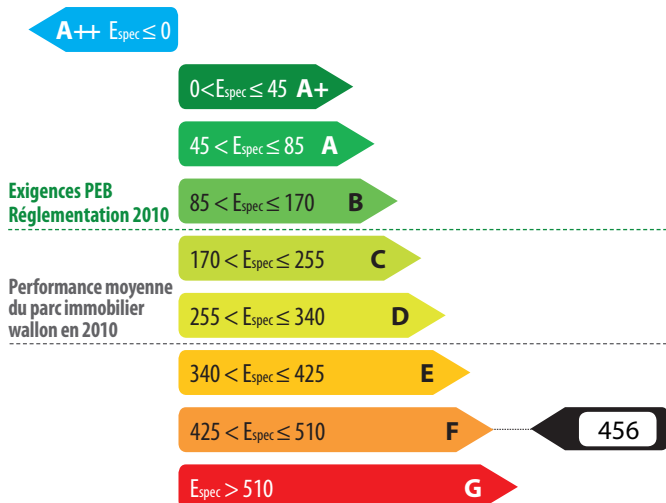 A++ Espec ≤ 0
0 < Espec ≤ 45 A+
45 < Espec ≤ 85 A
Exigences PEB
Réglementation 2010
85 < Espec ≤ 170 B
170 < Espec ≤ 255 C
Performance moyenne
du parc immobilier
wallon en 2010
255 < Espec ≤ 340 D
340 < Espec ≤ 425 E
425 < Espec ≤ 510 F 456
Espec > 510 G